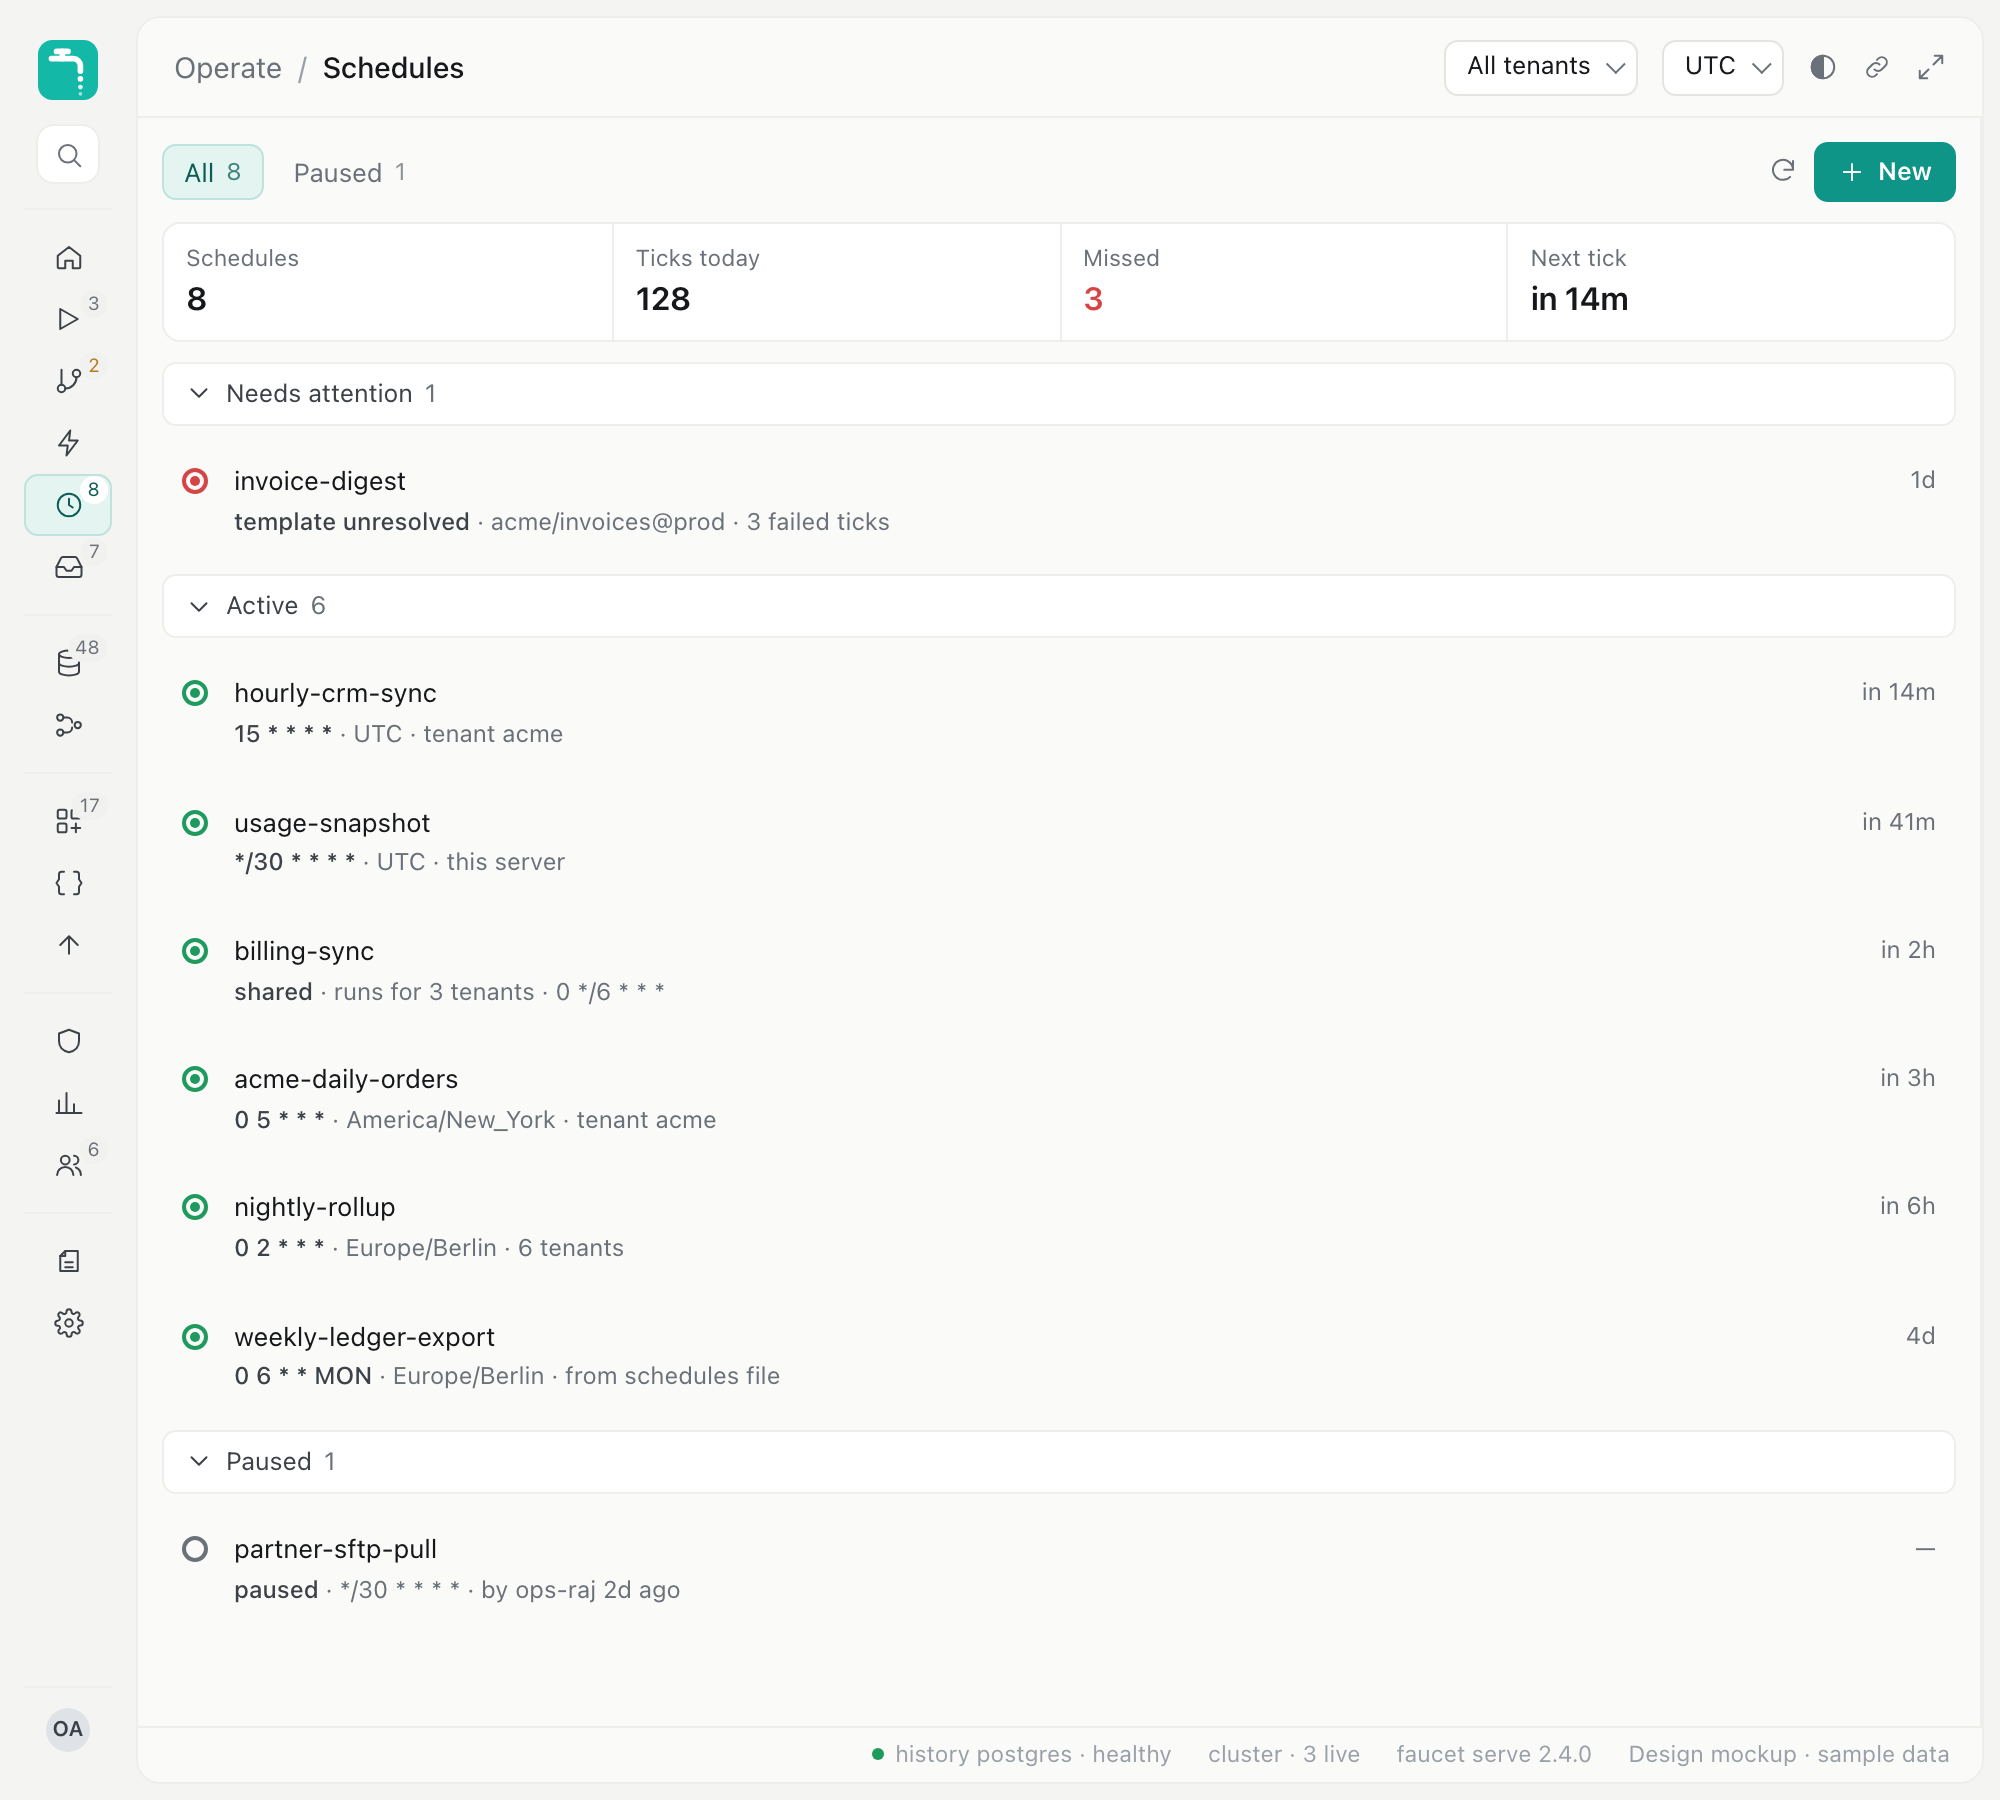 Operate / Schedules
All tenants
UTC
All 8
Paused 1
+ New
Schedules
8
Ticks today
128
Missed
3
Next tick
in 14m
3
2
8
7
48
17
6
OA
Needs attention 1
invoice-digest
1d
template unresolved · acme/invoices@prod · 3 failed ticks
Active 6
hourly-crm-sync
in 14m
15 * * * * · UTC · tenant acme
usage-snapshot
in 41m
*/30 * * * * · UTC · this server
billing-sync
in 2h
shared · runs for 3 tenants · 0 */6 * * *
acme-daily-orders
in 3h
0 5 * * * · America/New_York · tenant acme
nightly-rollup
in 6h
0 2 * * * · Europe/Berlin · 6 tenants
weekly-ledger-export
4d
0 6 * * MON · Europe/Berlin · from schedules file
Paused 1
partner-sftp-pull
—
paused · */30 * * * * · by ops-raj 2d ago
history postgres · healthy
cluster · 3 live
faucet serve 2.4.0
Design mockup · sample data